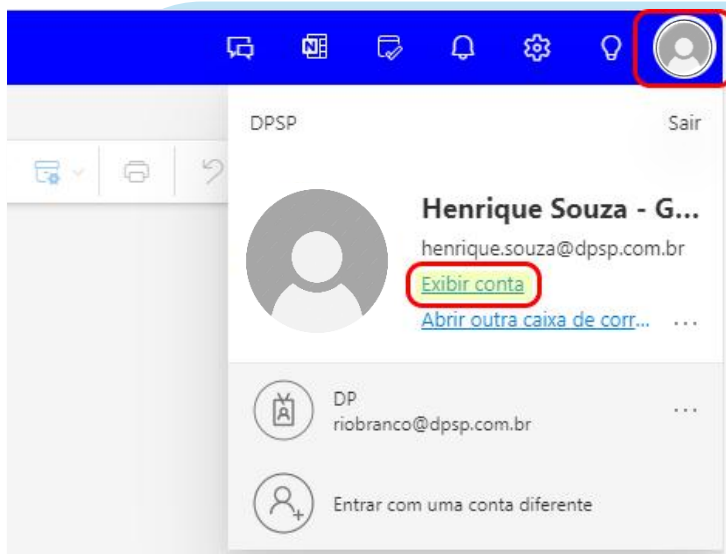 DPSP
Sair
Henrique Souza - G...
henrique.souza@dpsp.com.br
Exibir conta
Abrir outra caixa de corr...
DP
riobranco@dpsp.com.br
Entrar com uma conta diferente